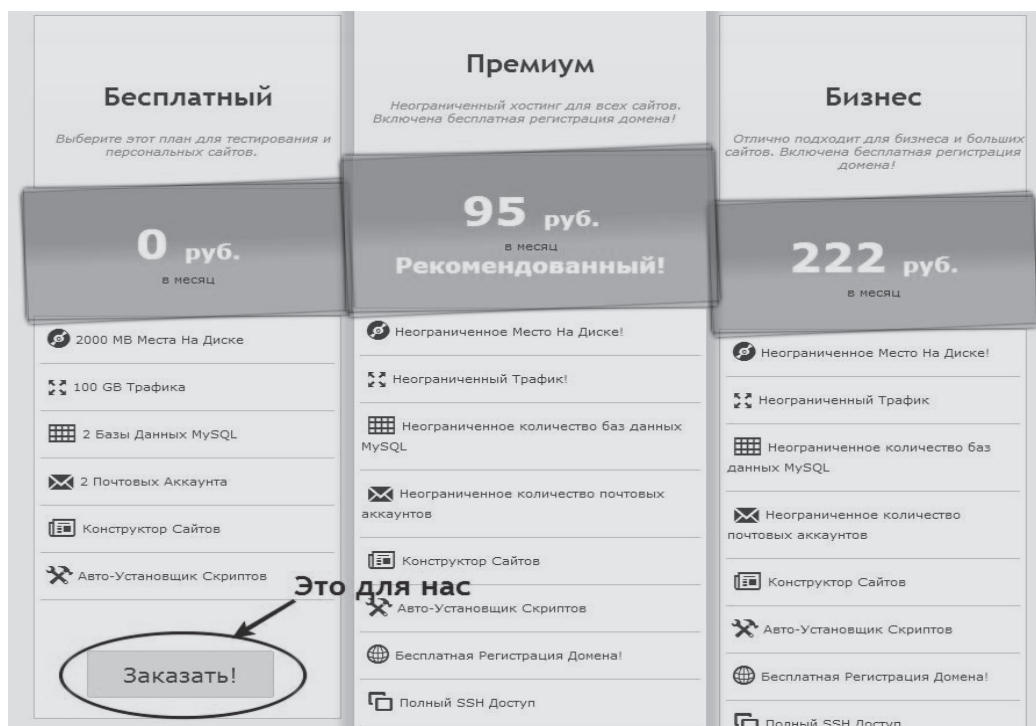 Бесплатный
Выберите этот план для тестирования и
персональных сайтов.
0 руб.
в месяц
2000 MB Места На Диске
100 GB Трафика
2 Базы Данных MySQL
2 Почтовых Аккаунта
Конструктор Сайтов
Авто-Установщик Скриптов
Это для нас
Заказать!
Премиум
Неограниченный хостинг для всех сайтов.
Включена бесплатная регистрация домена!
95 руб.
в месяц
Рекомендованный!
Неограниченное Место На Диске!
Неограниченный Трафик!
Неограниченное количество баз данных
MySQL
Неограниченное количество почтовых
аккаунтов
Конструктор Сайтов
Авто-Установщик Скриптов
Бесплатная Регистрация Домена!
Полный SSH Доступ
Бизнес
Отлично подходит для бизнеса и больших
сайтов. Включена бесплатная регистрация
домена!
222 руб.
в месяц
Неограниченное Место На Диске!
Неограниченный Трафик
Неограниченное количество баз
данных MySQL
Неограниченное количество
почтовых аккаунтов
Конструктор Сайтов
Авто-Установщик Скриптов
Бесплатная Регистрация Домена!
Полный SSH Доступ